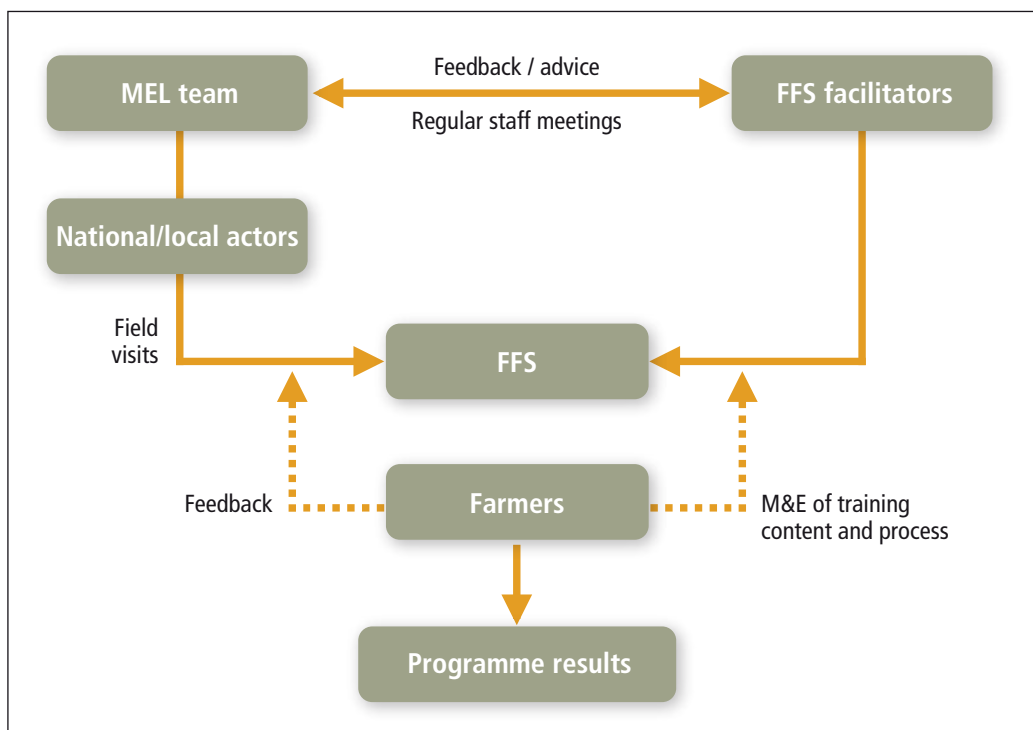 MEL team
Feedback / advice
Regular staff meetings
FFS facilitators
National/local actors
Field
visits
FFS
Feedback
Farmers
M&E of training
content and process
Programme results